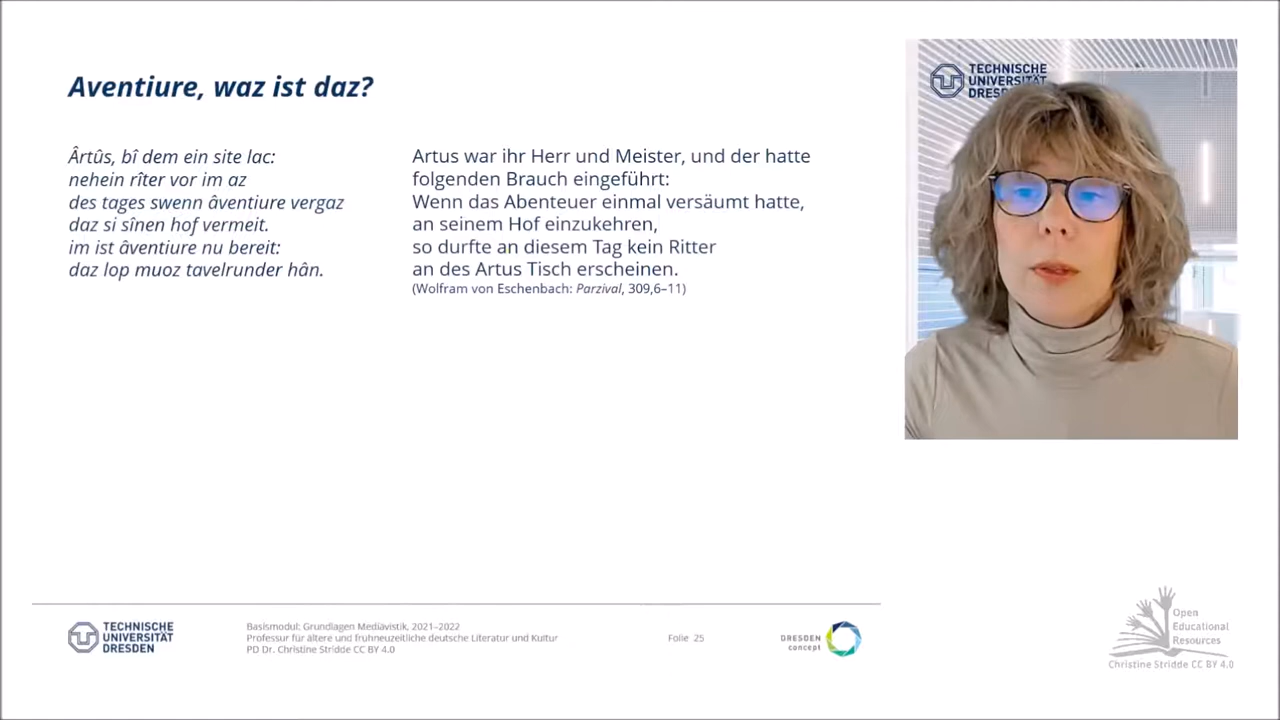 Aventiure, waz ist daz?
Ârtûs, bî dem ein site lac:
nehein rîter vor im az
des tages swenn âventiure vergaz
daz si sînen hof vermeit.
im ist âventiure nu bereit:
daz lop muoz tavelrunder hân.
Artus war ihr Herr und Meister, und der hatte
folgenden Brauch eingeführt:
Wenn das Abenteuer einmal versäumt hatte,
an seinem Hof einzukehren,
so durfte an diesem Tag kein Ritter
an des Artus Tisch erscheinen.
(Wolfram von Eschenbach: Parzival, 309,6–11)
TECHNISCHE
UNIVERSITÄT
DRESD
TECHNISCHE
UNIVERSITÄT
DRESDEN
Basismodul: Grundlagen Mediävistik, 2021–2022
Professur für ältere und frühneuzeitliche deutsche Literatur und Kultur
PD Dr. Christine Stridde CC BY 4.0
Folie 25
DRESDEN
concept
Open
Educational
Resources
Christine Stridde CC BY 4.0